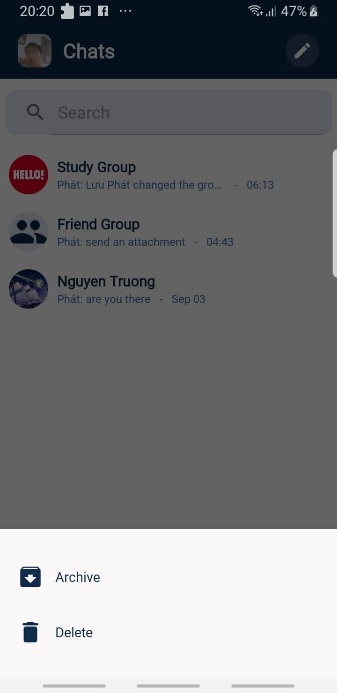 20:20 ... 47%
Chats
Search
HELLO!
Study Group
Phát: Lưu Phát changed the gro... - 06:13
Friend Group
Phát: send an attachment - 04:43
Nguyen Truong
Phát: are you there - Sep 03
Archive
Delete